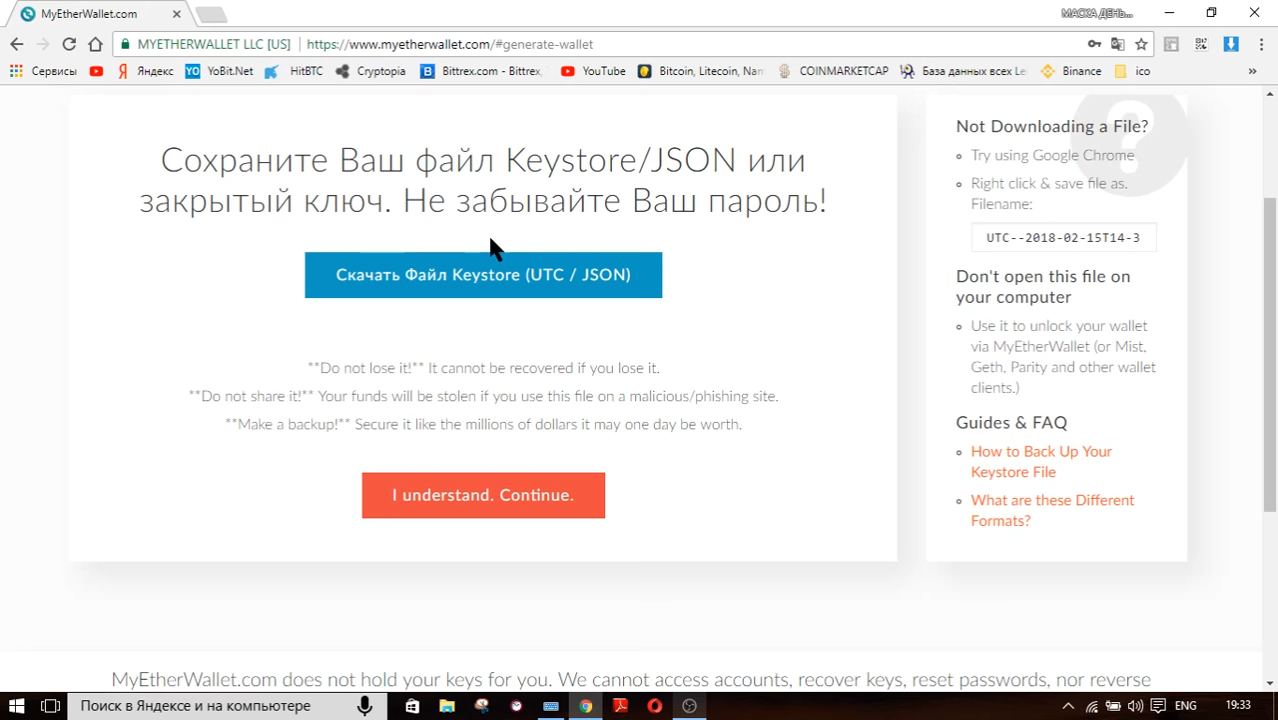 MyEtherWallet.com
МАСКА ДЕНЬ...
MYETHERWALLET LLC [US]
https://www.myetherwallet.com/#generate-wallet
Сервисы
Яндекс
YO
YoBit.Net
HitBTC
Cryptopia
B
Bittrex.com - Bittrex,
YouTube
Bitcoin, Litecoin, Nam
COINMARKETCAP
База данных всех Le
Binance
ico
»
Сохраните Ваш файл Keystore/JSON или
закрытый ключ. Не забывайте Ваш пароль!
Скачать Файл Keystore (UTC / JSON)
**Do not lose it!** It cannot be recovered if you lose it.
**Do not share it!** Your funds will be stolen if you use this file on a malicious/phishing site.
**Make a backup!** Secure it like the millions of dollars it may one day be worth.
I understand. Continue.
?
Not Downloading a File?
Try using Google Chrome
Right click & save file as.
Filename:
UTC--2018-02-15T14-3
Don't open this file on
your computer
Use it to unlock your wallet
via MyEtherWallet (or Mist,
Geth, Parity and other wallet
clients.)
Guides & FAQ
How to Back Up Your
Keystore File
What are these Different
Formats?
MyEtherWallet.com does not hold your keys for you. We cannot access accounts, recover keys, reset passwords, nor reverse
Поиск в Яндексе и на компьютере
ENG
19:33